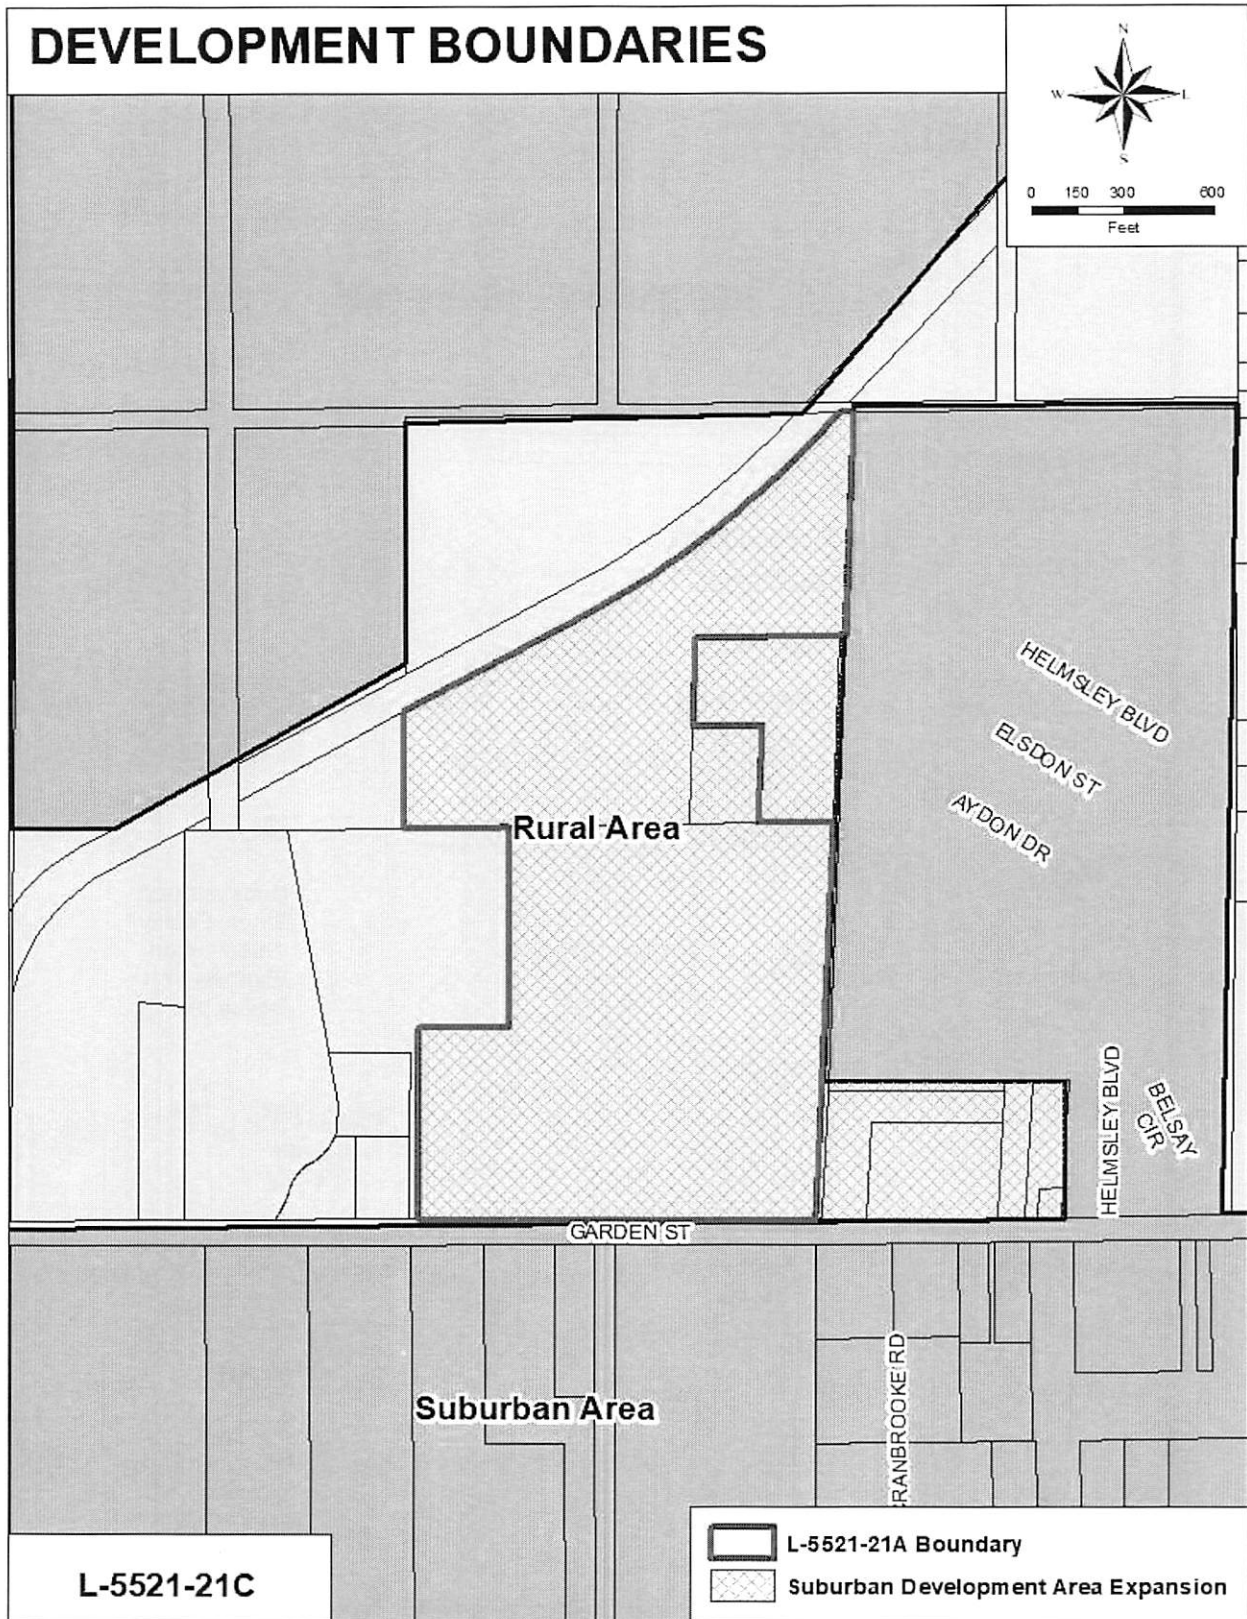 DEVELOPMENT BOUNDARIES
N
W
L
S
0 150 300 600
Feet
HELMSLEY BLVD
ELSDON ST
AYDON DR
Rural Area
HELMSLEY BLVD
BELSAY
CIR
GARDEN ST
Suburban Area
RANBROOKE RD
L-5521-21A Boundary
Suburban Development Area Expansion
L-5521-21C